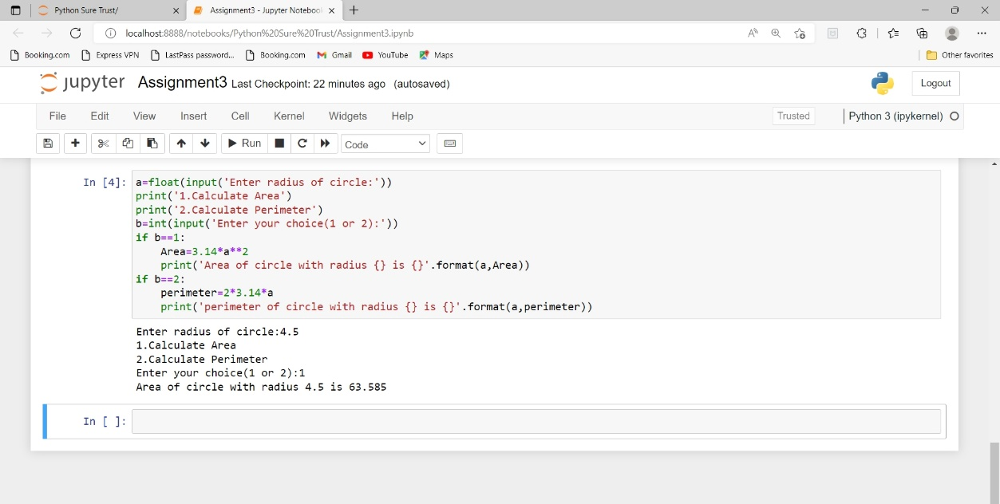 Python Sure Trust/
Assignment3 - Jupyter Notebook
localhost:8888/notebooks/Python%20Sure%20Trust/Assignment3.ipynb
Booking.com Express VPN LastPass password... Booking.com Gmail YouTube Maps Other favorites
jupyter Assignment3 Last Checkpoint: 22 minutes ago (autosaved) Logout
File Edit View Insert Cell Kernel Widgets Help Trusted Python 3 (ipykernel)
Run Code
In [4]: a=float(input('Enter radius of circle:'))
print('1.Calculate Area')
print('2.Calculate Perimeter')
b=int(input('Enter your choice(1 or 2):'))
if b==1:
    Area=3.14*a**2
    print('Area of circle with radius {} is {}'.format(a,Area))
if b==2:
    perimeter=2*3.14*a
    print('perimeter of circle with radius {} is {}'.format(a,perimeter))
Enter radius of circle:4.5
1.Calculate Area
2.Calculate Perimeter
Enter your choice(1 or 2):1
Area of circle with radius 4.5 is 63.585
In [ ]: